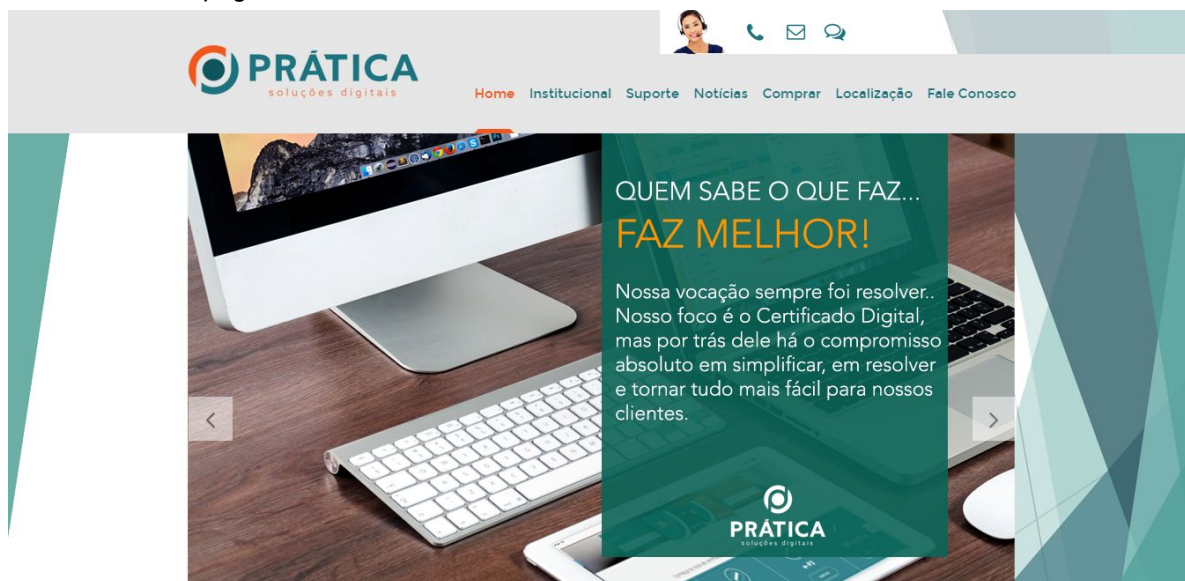 PRÁTICA
soluções digitais
Home Institucional Suporte Notícias Comprar Localização Fale Conosco
QUEM SABE O QUE FAZ...
FAZ MELHOR!
Nossa vocação sempre foi resolver..
Nosso foco é o Certificado Digital,
mas por trás dele há o compromisso
absoluto em simplificar, em resolver
e tornar tudo mais fácil para nossos
clientes.
PRÁTICA
soluções digitais